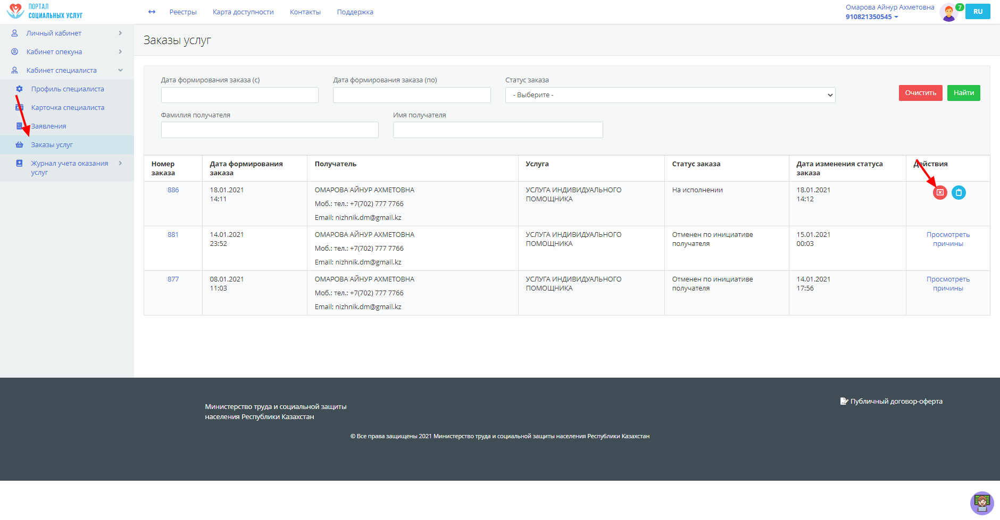 ПОРТАЛ
СОЦИАЛЬНЫХ УСЛУГ
Реестры
Карта доступности
Контакты
Поддержка
Омарова Айнур Ахметовна
910821350545
7
RU
Личный кабинет
Кабинет опекуна
Кабинет специалиста
Профиль специалиста
Карточка специалиста
Заявления
Заказы услуг
Журнал учета оказания
услуг
Заказы услуг
Дата формирования заказа (с)
Дата формирования заказа (по)
Статус заказа
- Выберите -
Очистить
Найти
Фамилия получателя
Имя получателя
Номер заказа
Дата формирования заказа
Получатель
Услуга
Статус заказа
Дата изменения статуса заказа
Действия
886
18.01.2021
14:11
ОМАРОВА АЙНУР АХМЕТОВНА
Моб.: тел.: +7(702) 777 7766
Email: nizhnik.dm@gmail.kz
УСЛУГА ИНДИВИДУАЛЬНОГО
ПОМОЩНИКА
На исполнении
18.01.2021
14:12
881
14.01.2021
23:52
ОМАРОВА АЙНУР АХМЕТОВНА
Моб.: тел.: +7(702) 777 7766
Email: nizhnik.dm@gmail.kz
УСЛУГА ИНДИВИДУАЛЬНОГО
ПОМОЩНИКА
Отменен по инициативе
получателя
15.01.2021
00:03
Просмотреть
причины
877
08.01.2021
11:03
ОМАРОВА АЙНУР АХМЕТОВНА
Моб.: тел.: +7(702) 777 7766
Email: nizhnik.dm@gmail.kz
УСЛУГА ИНДИВИДУАЛЬНОГО
ПОМОЩНИКА
Отменен по инициативе
получателя
14.01.2021
17:56
Просмотреть
причины
Министерство труда и социальной защиты
населения Республики Казахстан
Публичный договор-оферта
© Все права защищены 2021 Министерство труда и социальной защиты населения Республики Казахстан